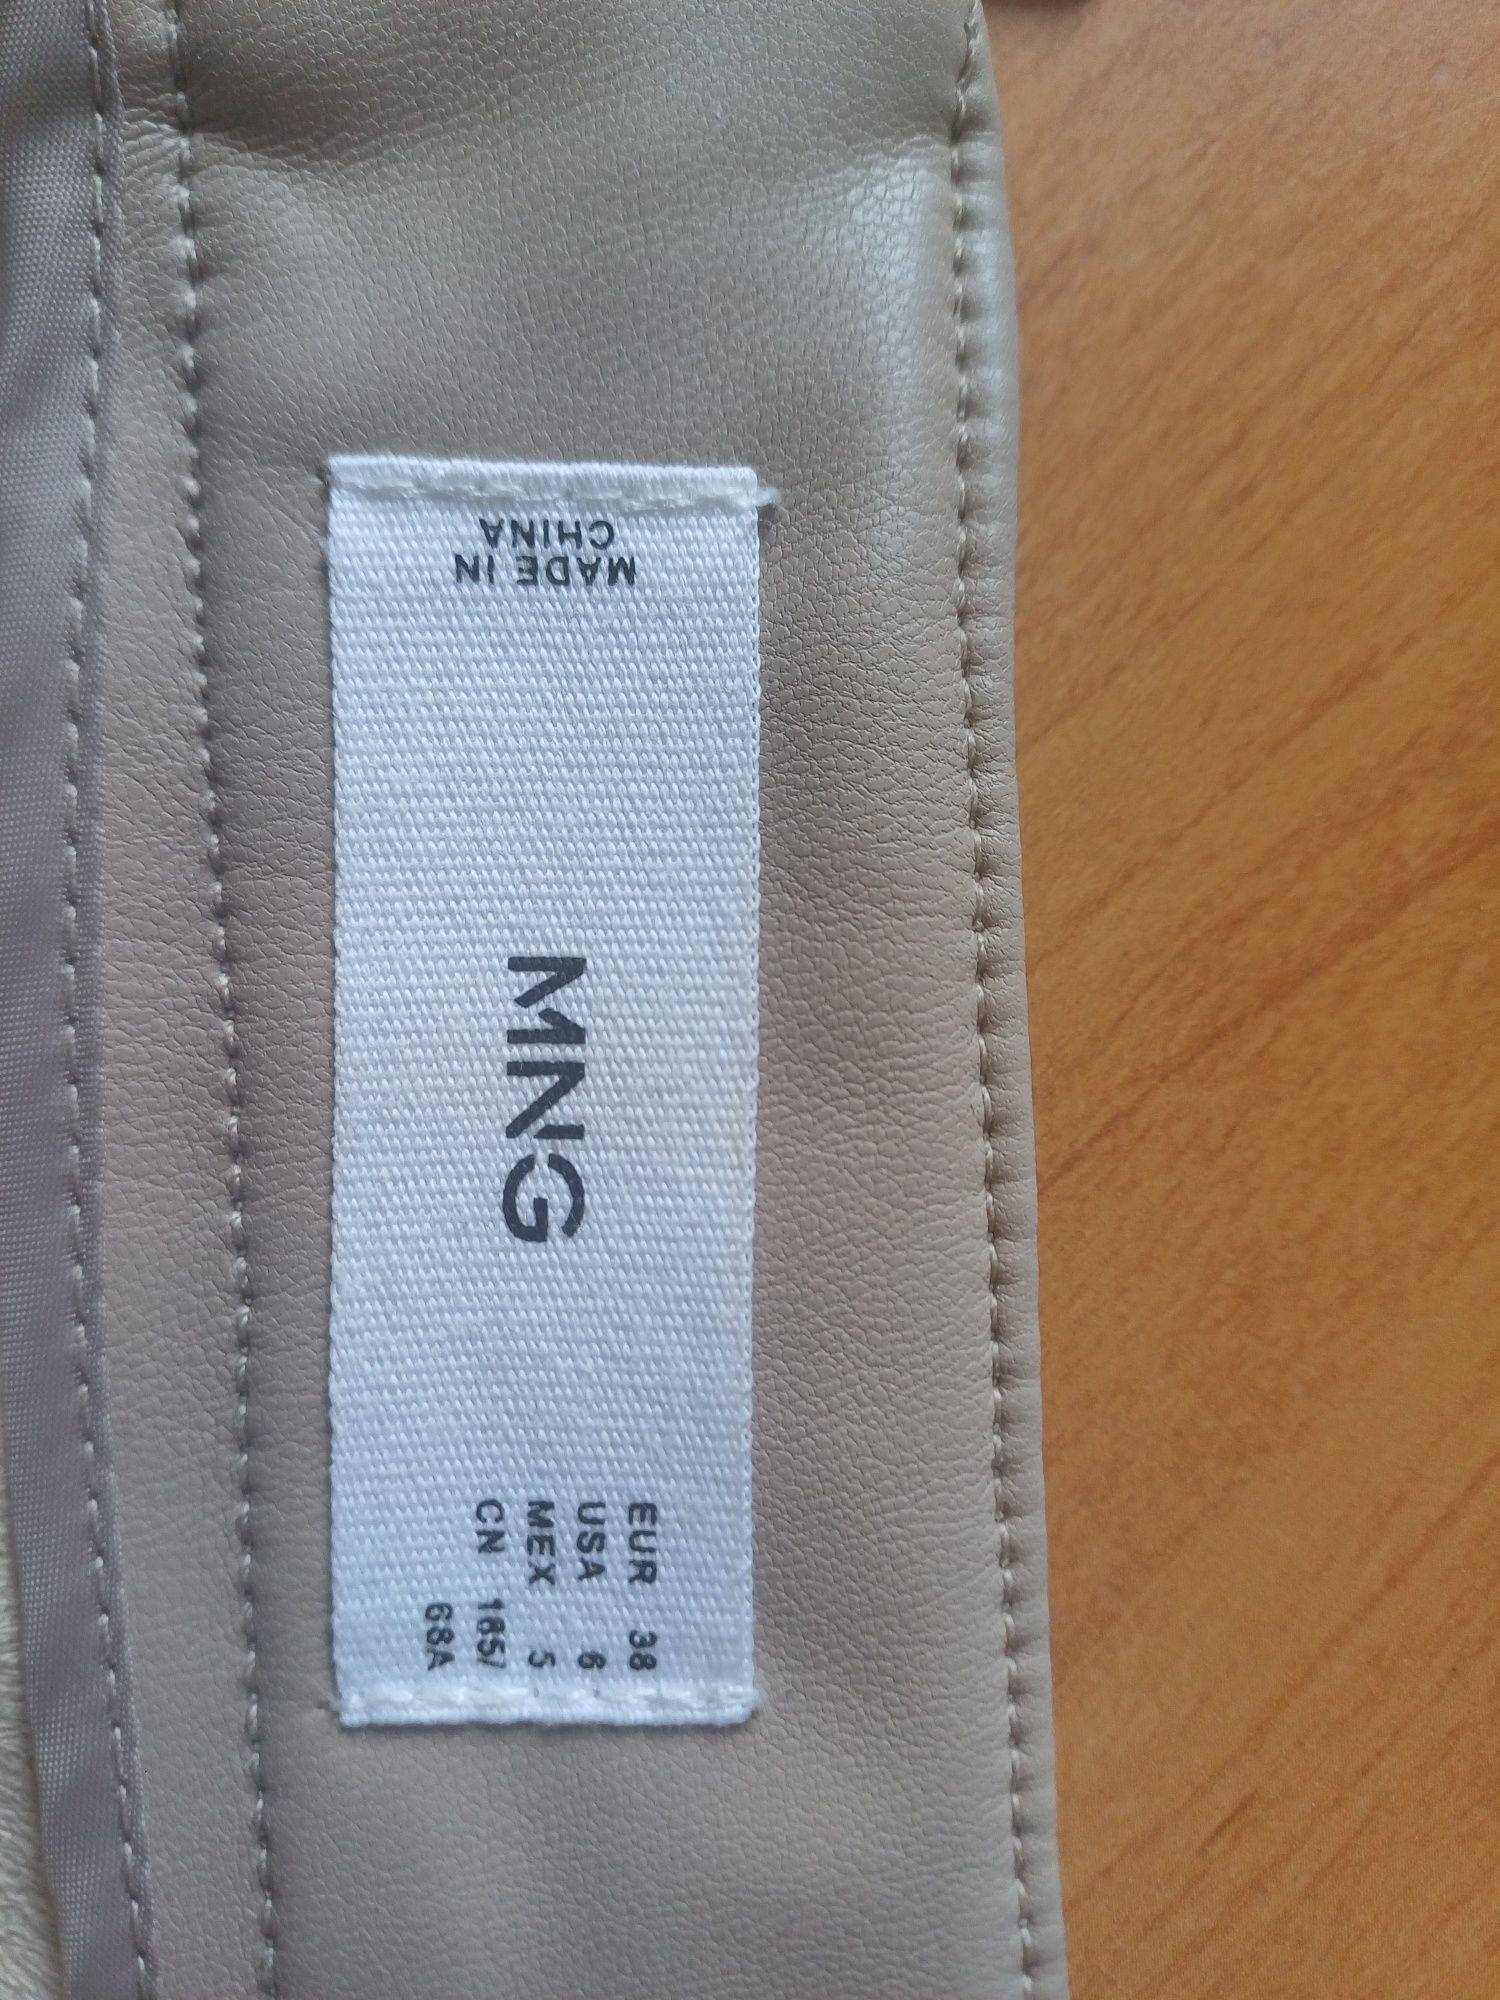 MADE IN
CHINA
MNG
EUR 38
USA 6
MEX 5
CN 165/
68A